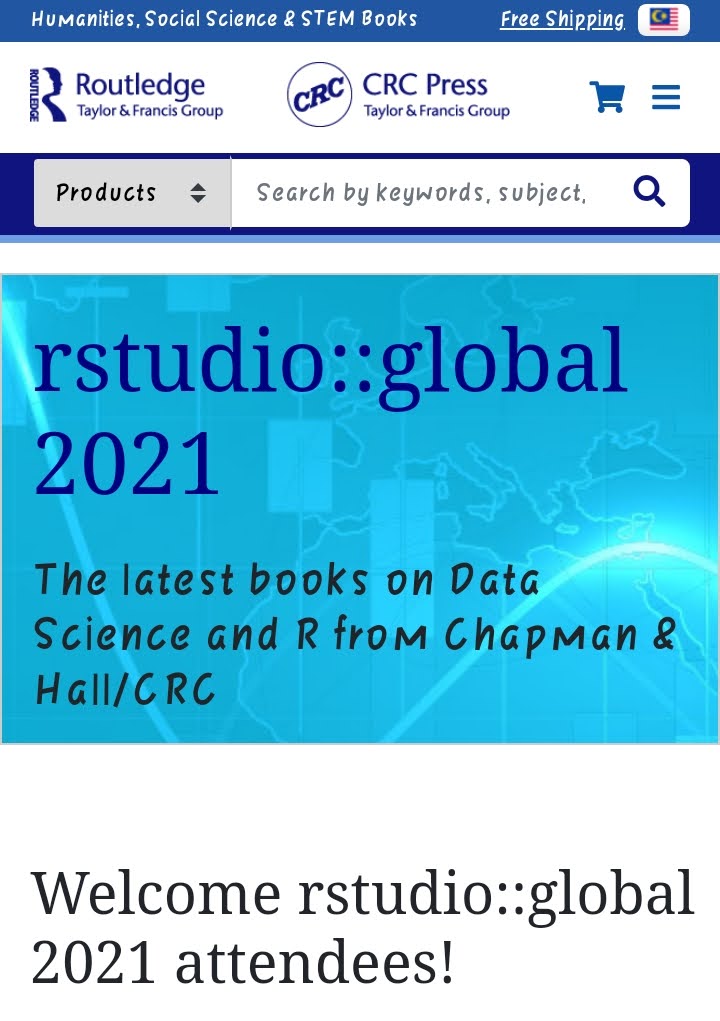 Humanities, Social Science & STEM Books
Free Shipping
ROUTLEDGE
Routledge
Taylor & Francis Group
CRC
CRC Press
Taylor & Francis Group
Products
Search by keywords, subject,
rstudio::global
2021
The latest books on Data
Science and R from Chapman &
Hall/CRC
Welcome rstudio::global
2021 attendees!